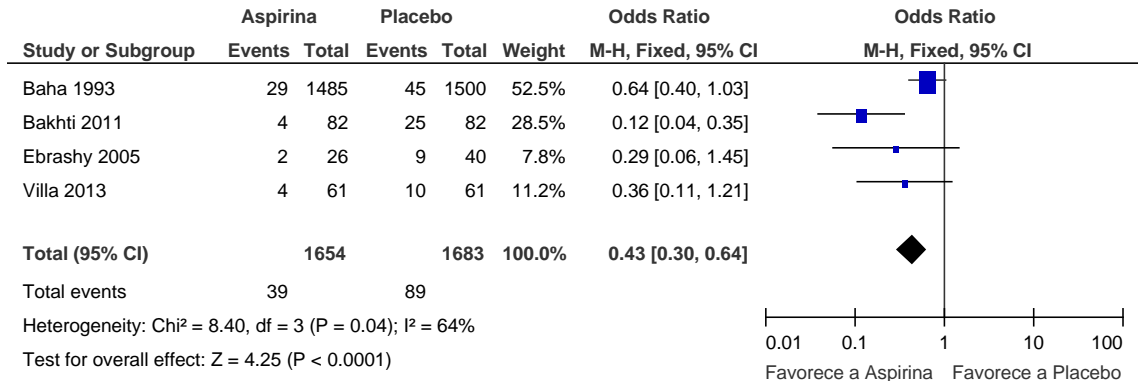 Aspirina Placebo Odds Ratio Odds Ratio
Study or Subgroup Events Total Events Total Weight M-H, Fixed, 95% CI M-H, Fixed, 95% CI
Baha 1993 29 1485 45 1500 52.5% 0.64 [0.40, 1.03]
Bakhti 2011 4 82 25 82 28.5% 0.12 [0.04, 0.35]
Ebrashy 2005 2 26 9 40 7.8% 0.29 [0.06, 1.45]
Villa 2013 4 61 10 61 11.2% 0.36 [0.11, 1.21]
Total (95% CI) 1654 1683 100.0% 0.43 [0.30, 0.64]
Total events 39 89
Heterogeneity: Chi² = 8.40, df = 3 (P = 0.04); I² = 64%
Test for overall effect: Z = 4.25 (P < 0.0001)
0.01 0.1 1 10 100
Favorece a Aspirina Favorece a Placebo